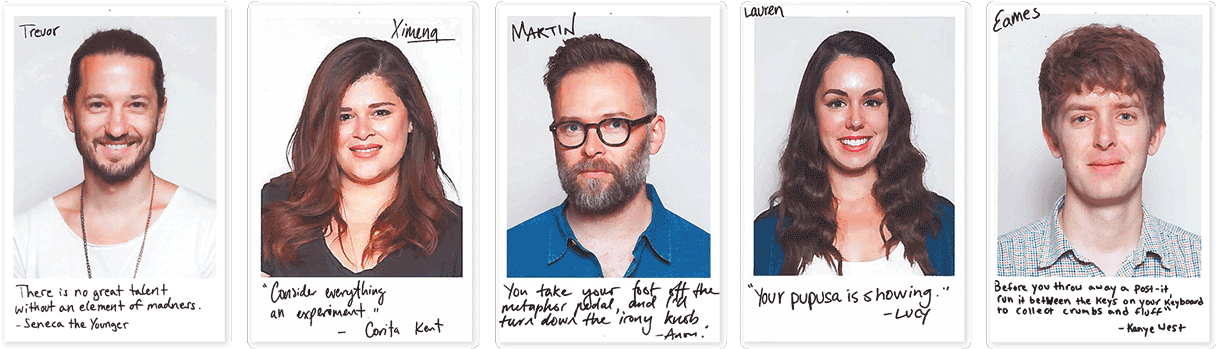 Trevor
There is no great talent
without an element of madness.
- Seneca the Younger
Ximena
"Consider everything
an experiment."
- Corita Kent
MARTIN
You take your foot off the
metaphor pedal, and I'll
turn down the irony knob
-Anon.
Lauren
"Your pupusa is showing."
-LUCY
Eames
Before you throw away a Post-it,
run it between the keys on your keyboard
to collect crumbs and fluff"
-Kanye West